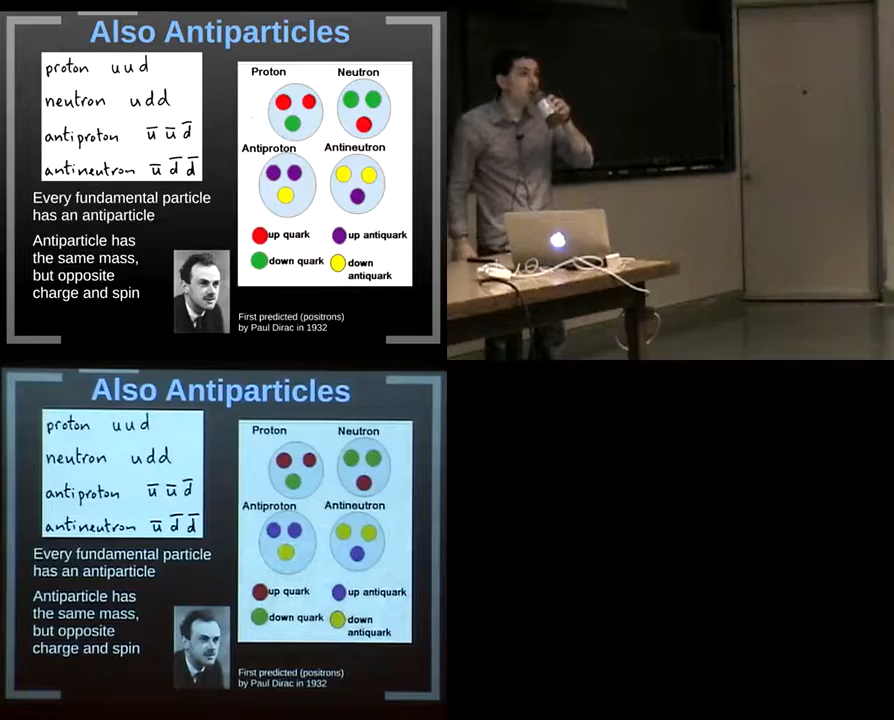 Also Antiparticles
proton u u d
neutron u d d
antiproton u̅ u̅ d̅
antineutron u̅ d̅ d̅
Every fundamental particle
has an antiparticle
Antiparticle has
the same mass,
but opposite
charge and spin
Proton Neutron
Antiproton Antineutron
up quark up antiquark
down quark down
antiquark
First predicted (positrons)
by Paul Dirac in 1932
Also Antiparticles
proton u u d
neutron u d d
antiproton u̅ u̅ d̅
antineutron u̅ d̅ d̅
Every fundamental particle
has an antiparticle
Antiparticle has
the same mass,
but opposite
charge and spin
Proton Neutron
Antiproton Antineutron
up quark up antiquark
down quark down
antiquark
First predicted (positrons)
by Paul Dirac in 1932